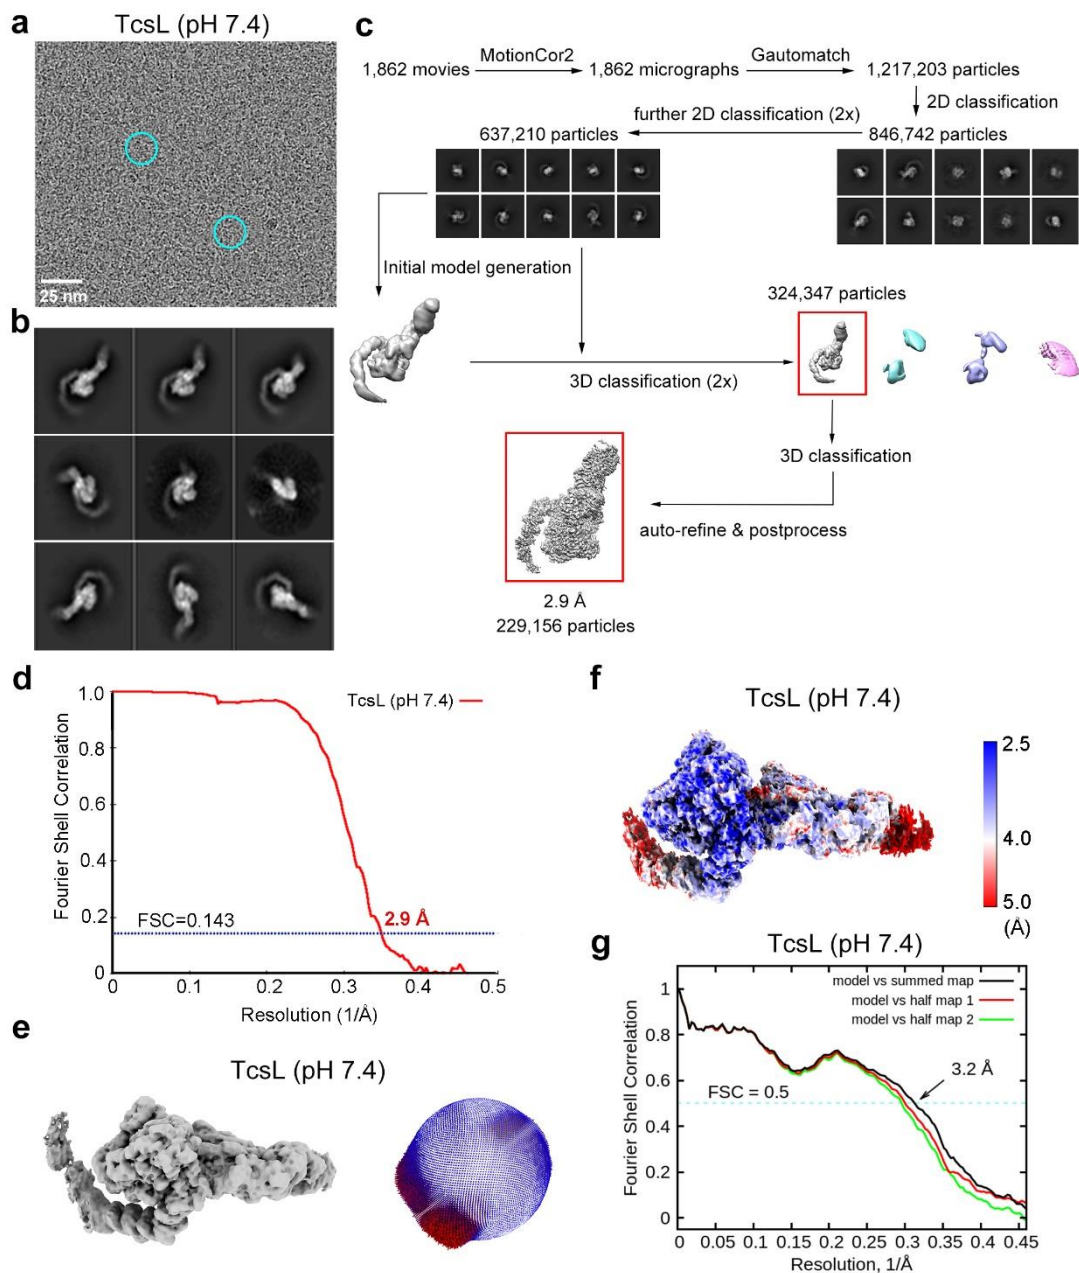 a
TcsL (pH 7.4)
25 nm
b
c
1,862 movies
MotionCor2
1,862 micrographs
Gautomatch
1,217,203 particles
2D classification
further 2D classification (2x)
637,210 particles
846,742 particles
Initial model generation
324,347 particles
3D classification (2x)
3D classification
auto-refine & postprocess
2.9 Å
229,156 particles
d
TcsL (pH 7.4)
Fourier Shell Correlation
1.0
0.8
0.6
0.4
0.2
0
FSC=0.143
2.9 Å
0
0.1
0.2
0.3
0.4
0.5
Resolution (1/Å)
e
TcsL (pH 7.4)
f
TcsL (pH 7.4)
2.5
4.0
5.0
(Å)
g
TcsL (pH 7.4)
model vs summed map
model vs half map 1
model vs half map 2
Fourier Shell Correlation
1
0.8
0.6
0.4
0.2
0
FSC = 0.5
3.2 Å
0
0.05
0.1
0.15
0.2
0.25
0.3
0.35
0.4
0.45
Resolution, 1/Å